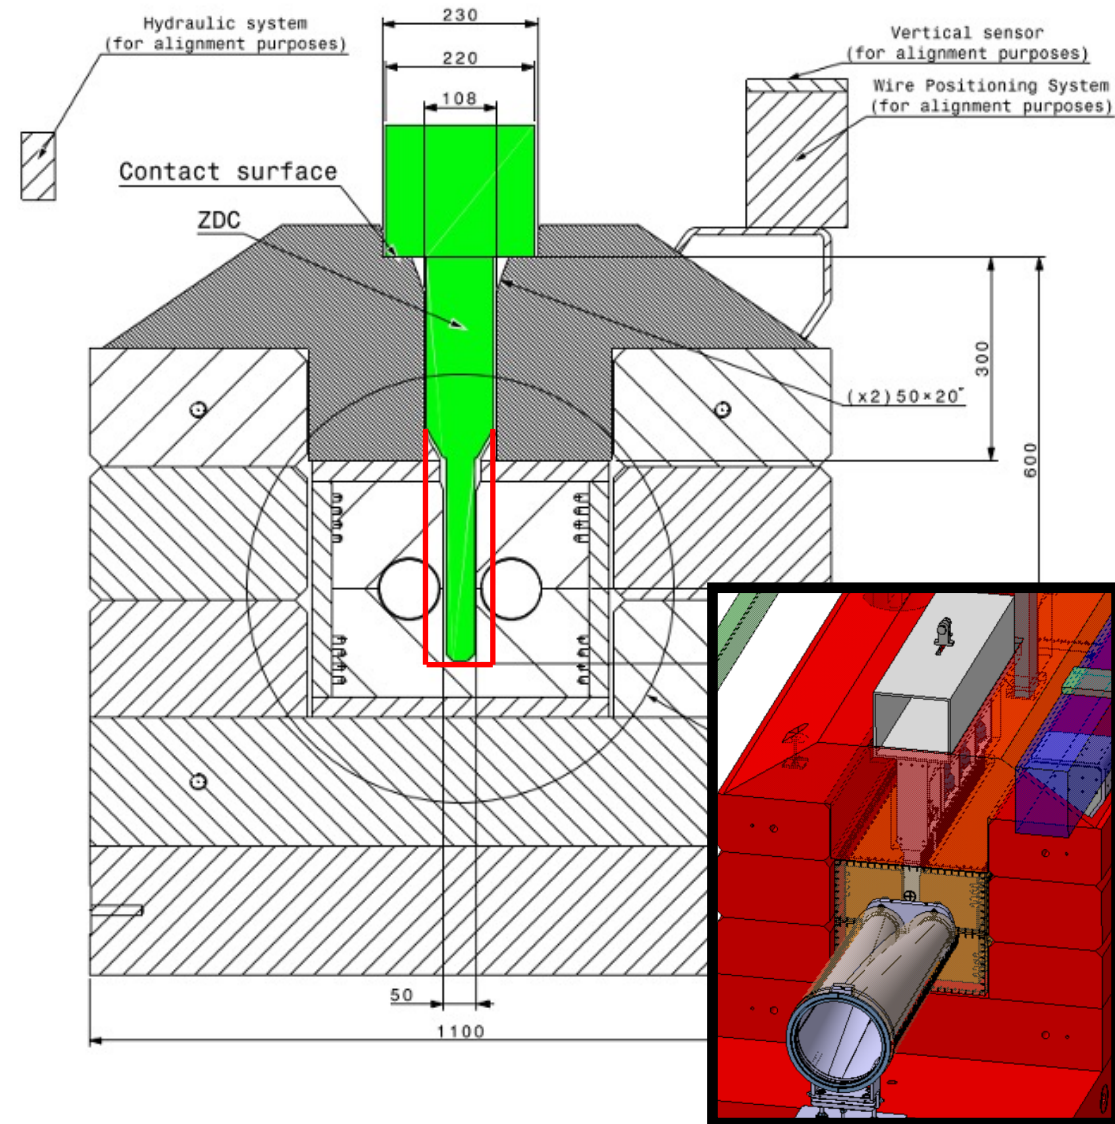 Hydraulic system
(for alignment purposes)
230
220
108
Vertical sensor
(for alignment purposes)
Wire Positioning System
(for alignment purposes)
Contact surface
ZDC
300
600
(x2)50×20°
50
1100